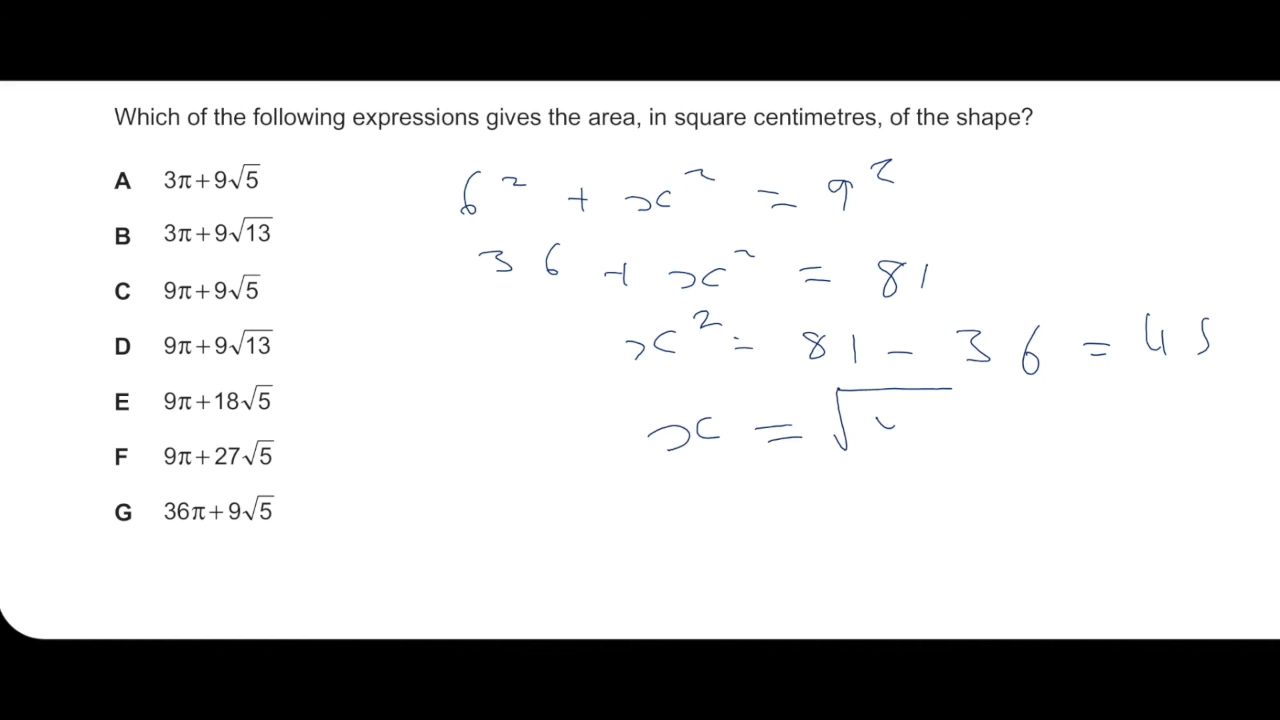 Which of the following expressions gives the area, in square centimetres, of the shape?
A 3π+9√5
B 3π+9√13
C 9π+9√5
D 9π+9√13
E 9π+18√5
F 9π+27√5
G 36π+9√5
6² + x² = 9²
36 + x² = 81
x² = 81 - 36 = 45
x = √